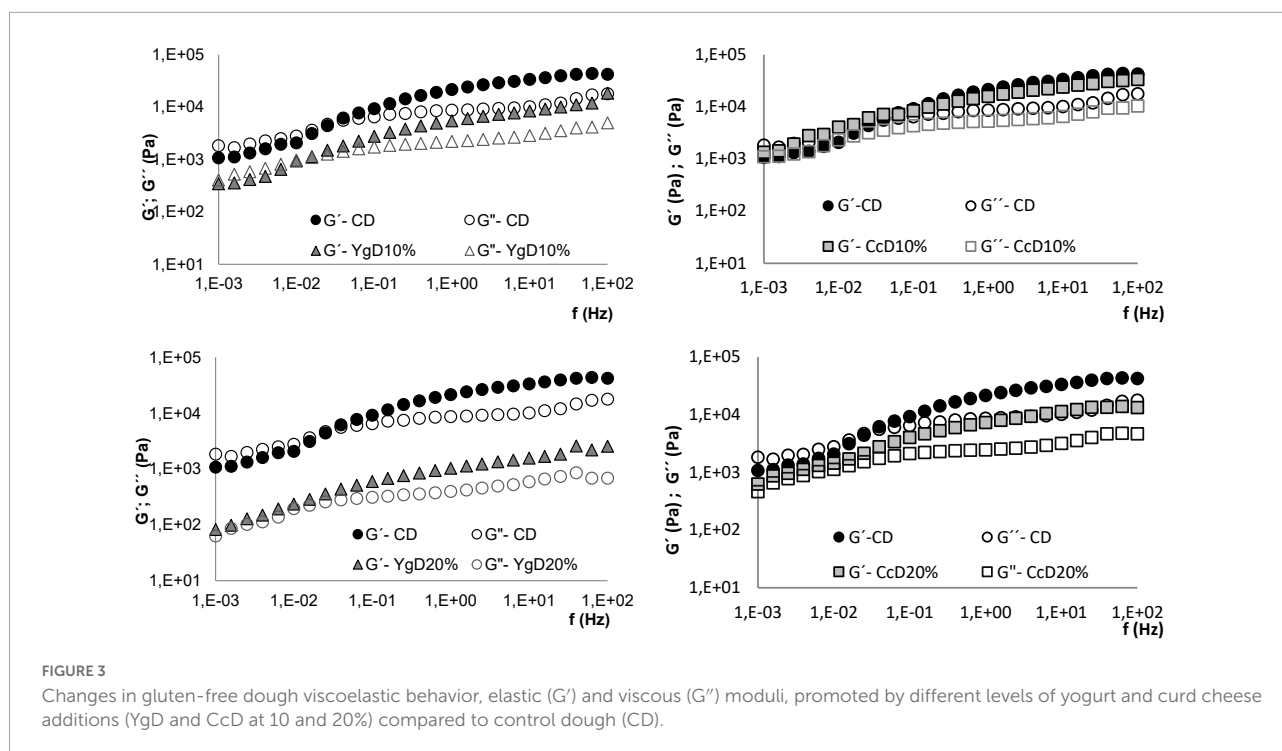 1,E+05
1,E+04
1,E+03
1,E+02
1,E+01
G´; G´´ (Pa)
G´- CD
G"- CD
G´- YgD10%
G"- YgD10%
1,E-03 1,E-02 1,E-01 1,E+00 1,E+01 1,E+02
f (Hz)
1,E+05
1,E+04
1,E+03
1,E+02
1,E+01
G´ (Pa) ; G´´ (Pa)
G´-CD
G´´- CD
G´- CcD10%
G´´- CcD10%
1,E-03 1,E-02 1,E-01 1,E+00 1,E+01 1,E+02
f (Hz)
1,E+05
1,E+04
1,E+03
1,E+02
1,E+01
G´; G´´ (Pa)
G´- CD
G"- CD
G´- YgD20%
G"- YgD20%
1,E-03 1,E-02 1,E-01 1,E+00 1,E+01 1,E+02
f (Hz)
1,E+05
1,E+04
1,E+03
1,E+02
1,E+01
G´ (Pa) ; G´´ (Pa)
G´-CD
G´´- CD
G´- CcD20%
G"- CcD20%
1,E-03 1,E-02 1,E-01 1,E+00 1,E+01 1,E+02
f (Hz)
FIGURE 3
Changes in gluten-free dough viscoelastic behavior, elastic (G′) and viscous (G″) moduli, promoted by different levels of yogurt and curd cheese
additions (YgD and CcD at 10 and 20%) compared to control dough (CD).